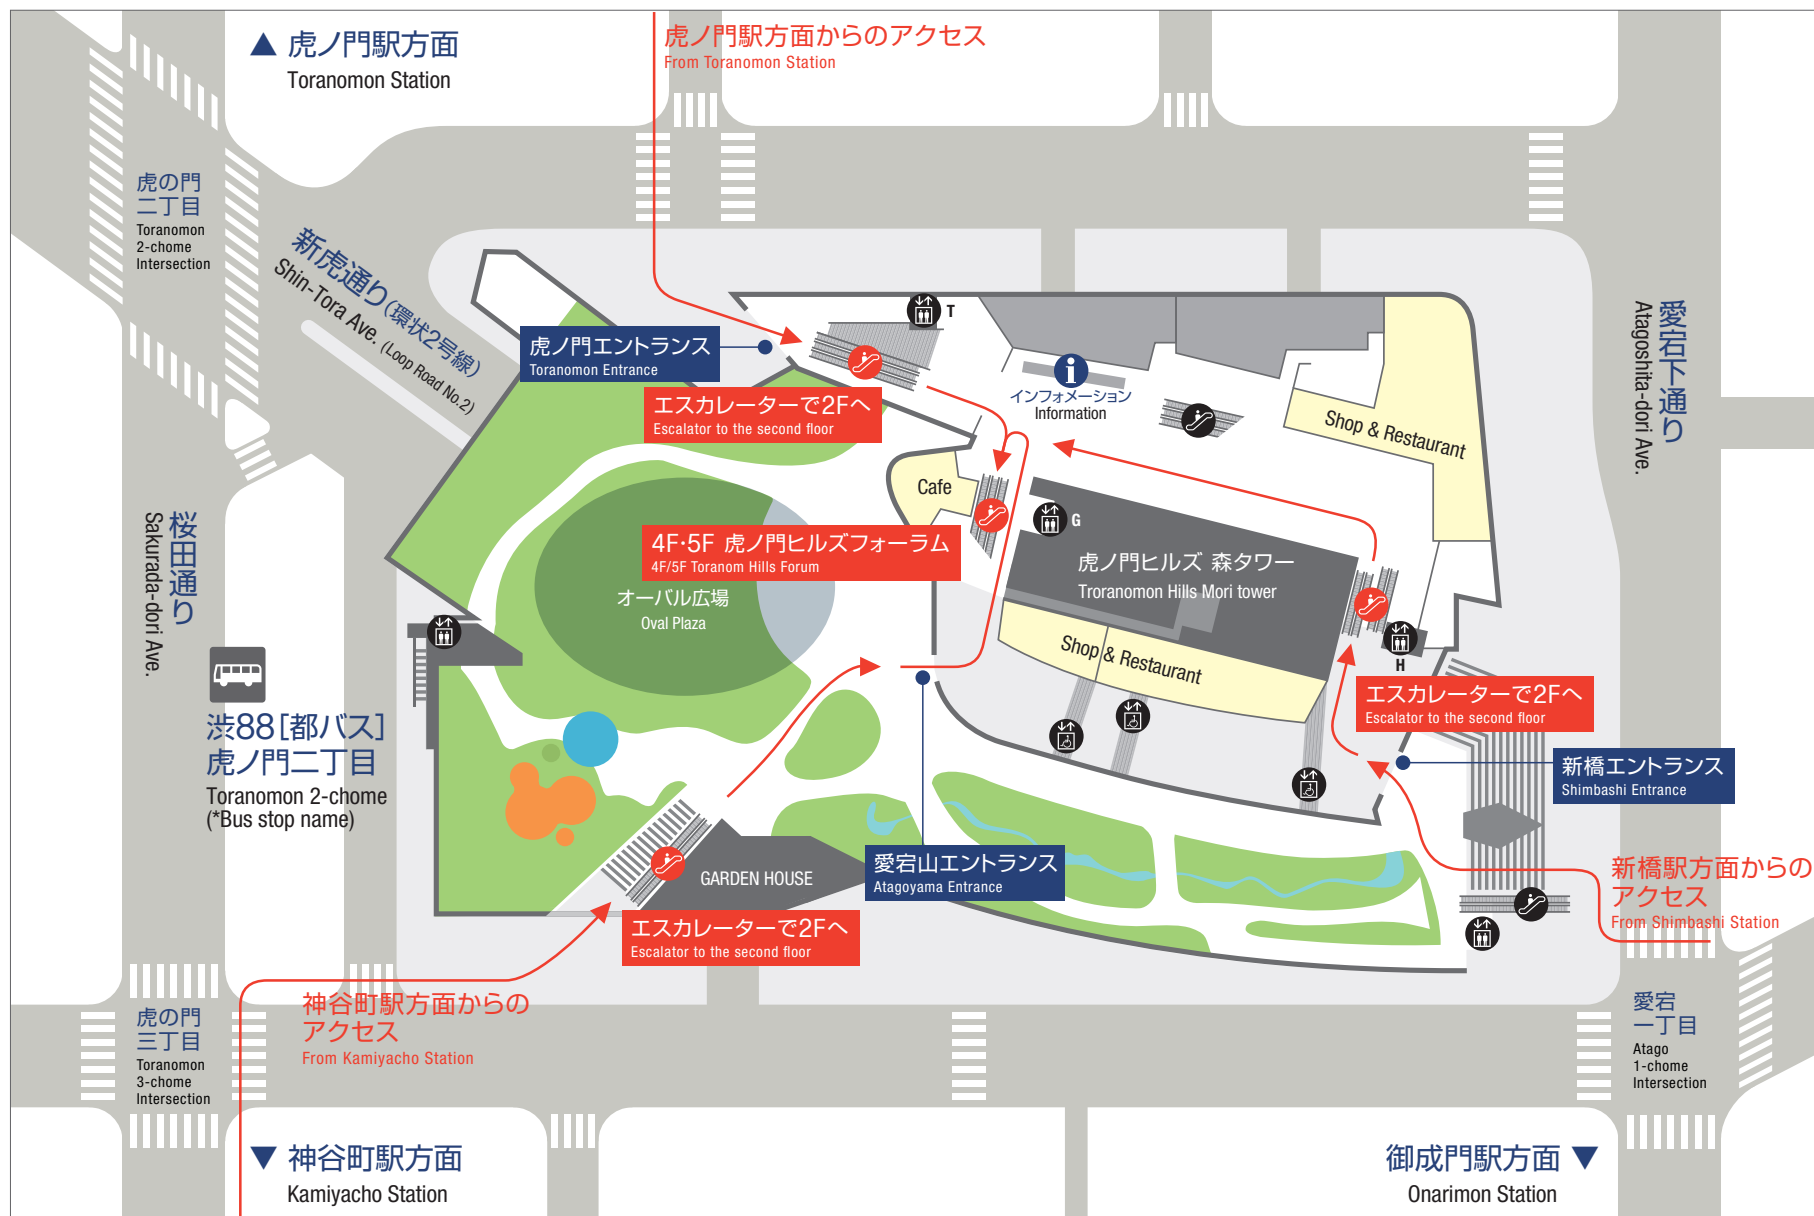 ▲ 虎ノ門駅方面
Toranomon Station
虎ノ門駅方面からのアクセス
From Toranomon Station
虎の門
二丁目
Toranomon
2-chome
Intersection
新虎通り(環状2号線)
Shin-Tora Ave. (Loop Road No.2)
虎ノ門エントランス
Toranomon Entrance
T
エスカレーターで2Fへ
Escalator to the second floor
i
インフォメーション
Information
Shop & Restaurant
愛宕下通り
Atagoshita-dori Ave.
Cafe
G
4F・5F 虎ノ門ヒルズフォーラム
4F/5F Toranom Hills Forum
虎ノ門ヒルズ 森タワー
Troranomon Hills Mori tower
オーバル広場
Oval Plaza
Shop & Restaurant
H
エスカレーターで2Fへ
Escalator to the second floor
桜田通り
Sakurada-dori Ave.
渋88[都バス]
虎ノ門二丁目
Toranomon 2-chome
(*Bus stop name)
新橋エントランス
Shimbashi Entrance
愛宕山エントランス
Atagoyama Entrance
GARDEN HOUSE
エスカレーターで2Fへ
Escalator to the second floor
新橋駅方面からの
アクセス
From Shimbashi Station
神谷町駅方面からの
アクセス
From Kamiyacho Station
虎の門
三丁目
Toranomon
3-chome
Intersection
愛宕
一丁目
Atago
1-chome
Intersection
▼ 神谷町駅方面
Kamiyacho Station
御成門駅方面 ▼
Onarimon Station